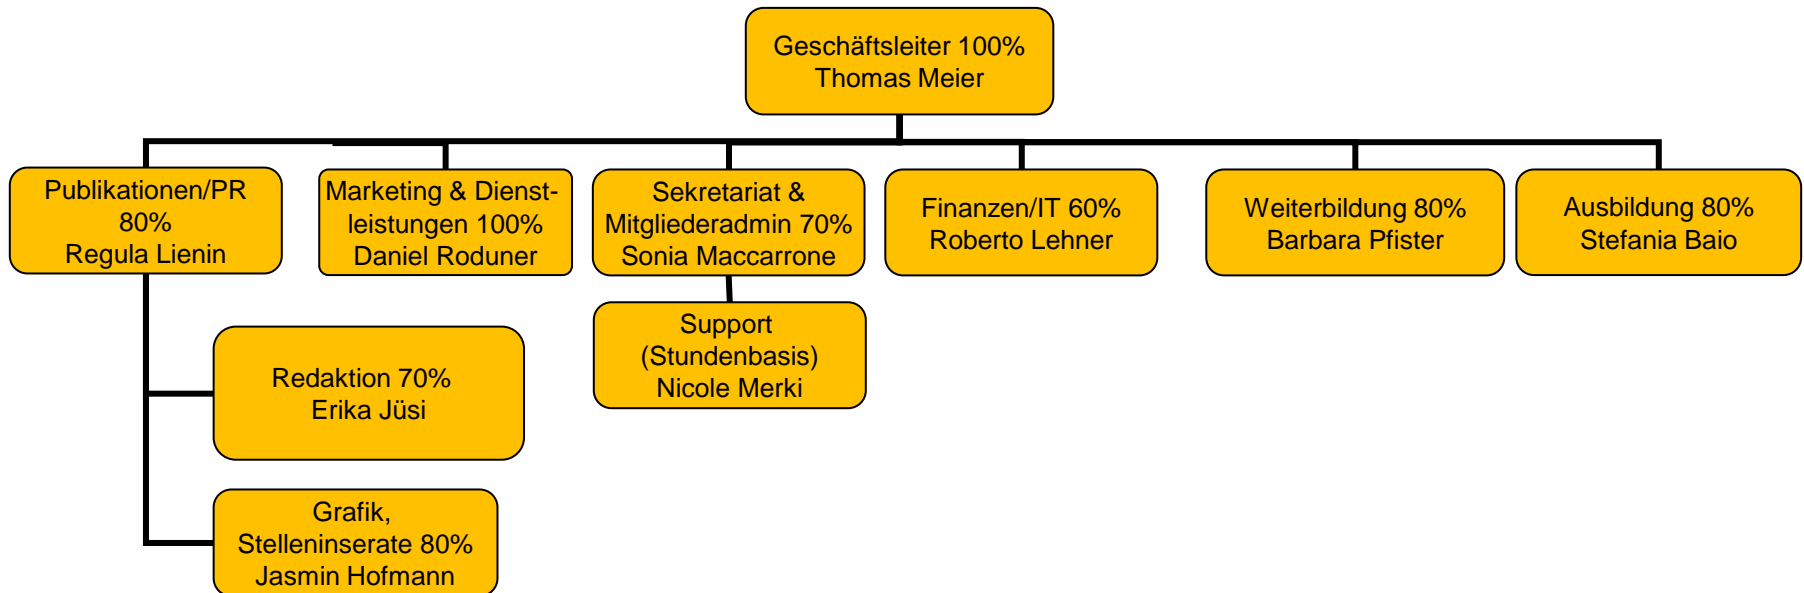 Geschäftsleiter 100%
Thomas Meier
Publikationen/PR
80%
Regula Lienin
Marketing & Dienst-
leistungen 100%
Daniel Roduner
Sekretariat &
Mitgliederadmin 70%
Sonia Maccarrone
Finanzen/IT 60%
Roberto Lehner
Weiterbildung 80%
Barbara Pfister
Ausbildung 80%
Stefania Baio
Support
(Stundenbasis)
Nicole Merki
Redaktion 70%
Erika Jüsi
Grafik,
Stelleninserate 80%
Jasmin Hofmann